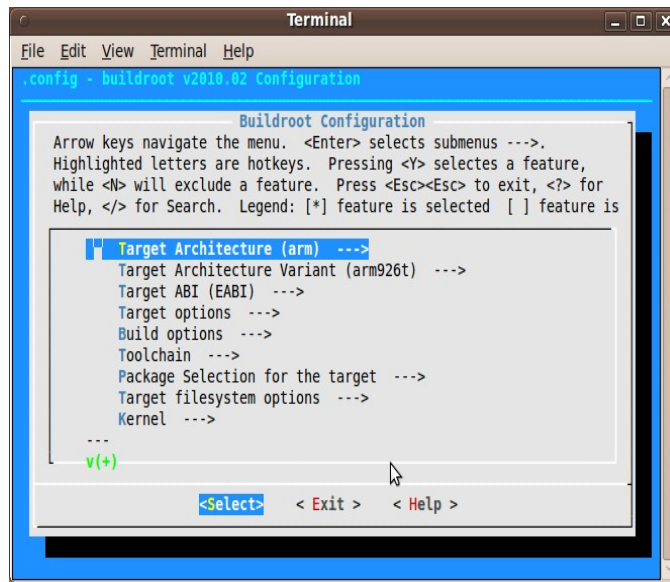 Terminal
File Edit View Terminal Help
.config - buildroot v2010.02 Configuration
Buildroot Configuration
Arrow keys navigate the menu. <Enter> selects submenus --->.
Highlighted letters are hotkeys. Pressing <Y> selectes a feature,
while <N> will exclude a feature. Press <Esc><Esc> to exit, <?> for
Help, </> for Search. Legend: [*] feature is selected [ ] feature is
Target Architecture (arm) --->
Target Architecture Variant (arm926t) --->
Target ABI (EABI) --->
Target options --->
Build options --->
Toolchain --->
Package Selection for the target --->
Target filesystem options --->
Kernel --->
---
v(+)
<Select> < Exit > < Help >